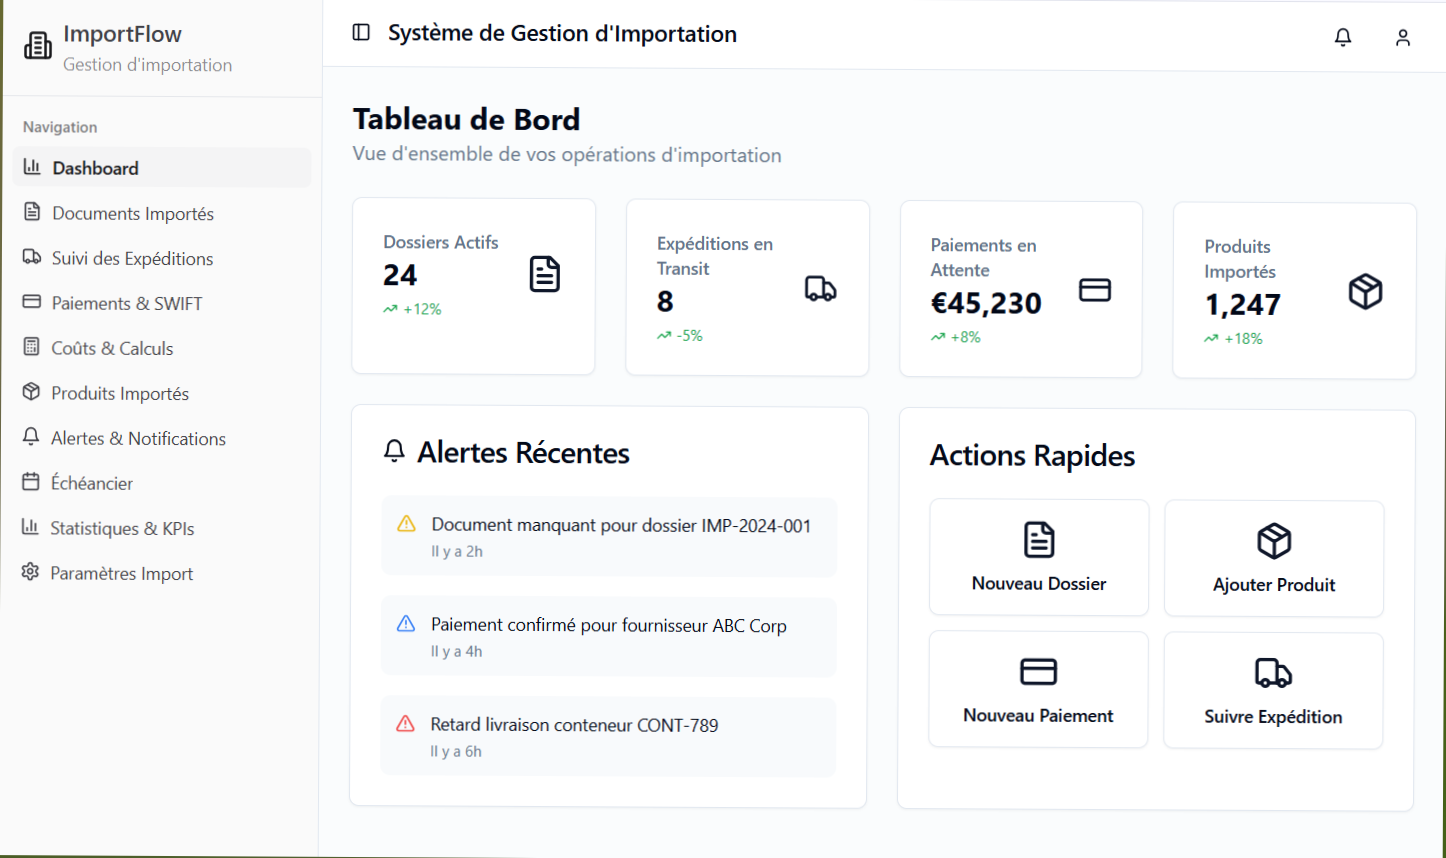 ImportFlow
Gestion d'importation
Navigation
Dashboard
Documents Importés
Suivi des Expéditions
Paiements & SWIFT
Coûts & Calculs
Produits Importés
Alertes & Notifications
Échéancier
Statistiques & KPIs
Paramètres Import
Système de Gestion d'Importation
Tableau de Bord
Vue d'ensemble de vos opérations d'importation
Dossiers Actifs
24
+12%
Expéditions en
Transit
8
-5%
Paiements en
Attente
€45,230
+8%
Produits
Importés
1,247
+18%
Alertes Récentes
Document manquant pour dossier IMP-2024-001
Il y a 2h
Paiement confirmé pour fournisseur ABC Corp
Il y a 4h
Retard livraison conteneur CONT-789
Il y a 6h
Actions Rapides
Nouveau Dossier
Ajouter Produit
Nouveau Paiement
Suivre Expédition